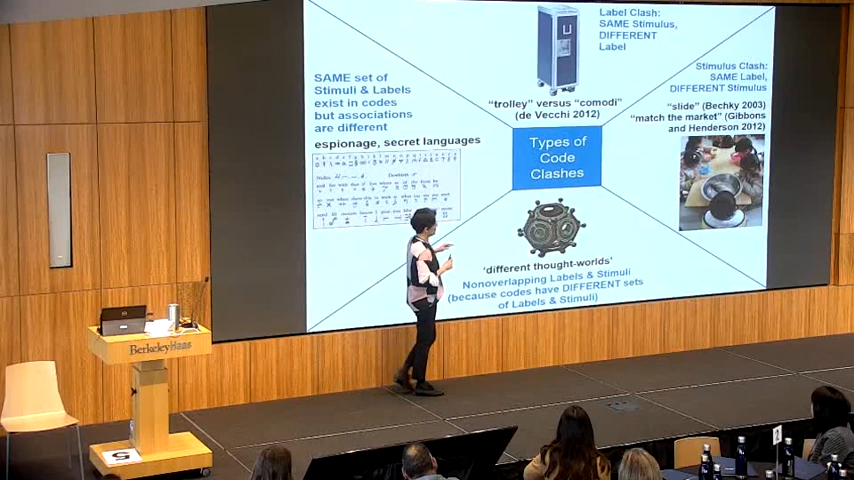 Label Clash:
SAME Stimulus,
DIFFERENT
Label
SAME set of
Stimuli & Labels
exist in codes
but associations
are different
espionage, secret languages
"trolley" versus "comodi"
(de Vecchi 2012)
Stimulus Clash:
SAME Label,
DIFFERENT Stimulus
"slide" (Bechky 2003)
"match the market" (Gibbons
and Henderson 2012)
Types of
Code
Clashes
'different thought-worlds'
Nonoverlapping Labels & Stimuli
(because codes have DIFFERENT sets
of Labels & Stimuli)
BerkeleyHaas
5